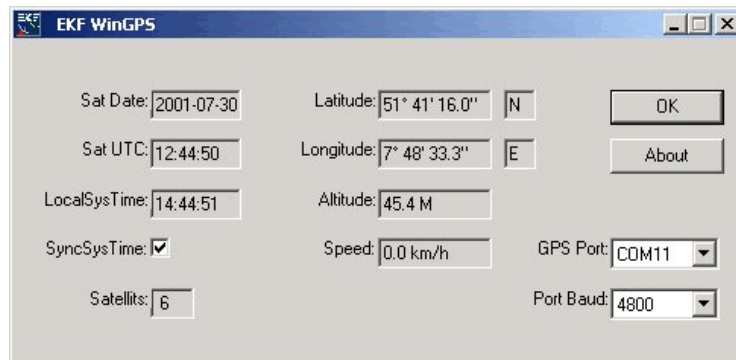 EKF WinGPS
Sat Date: 2001-07-30 Latitude: 51° 41' 16.0" N OK
Sat UTC: 12:44:50 Longitude: 7° 48' 33.3" E About
LocalSysTime: 14:44:51 Altitude: 45.4 M
SyncSysTime: Speed: 0.0 km/h GPS Port: COM11
Satellits: 6 Port Baud: 4800